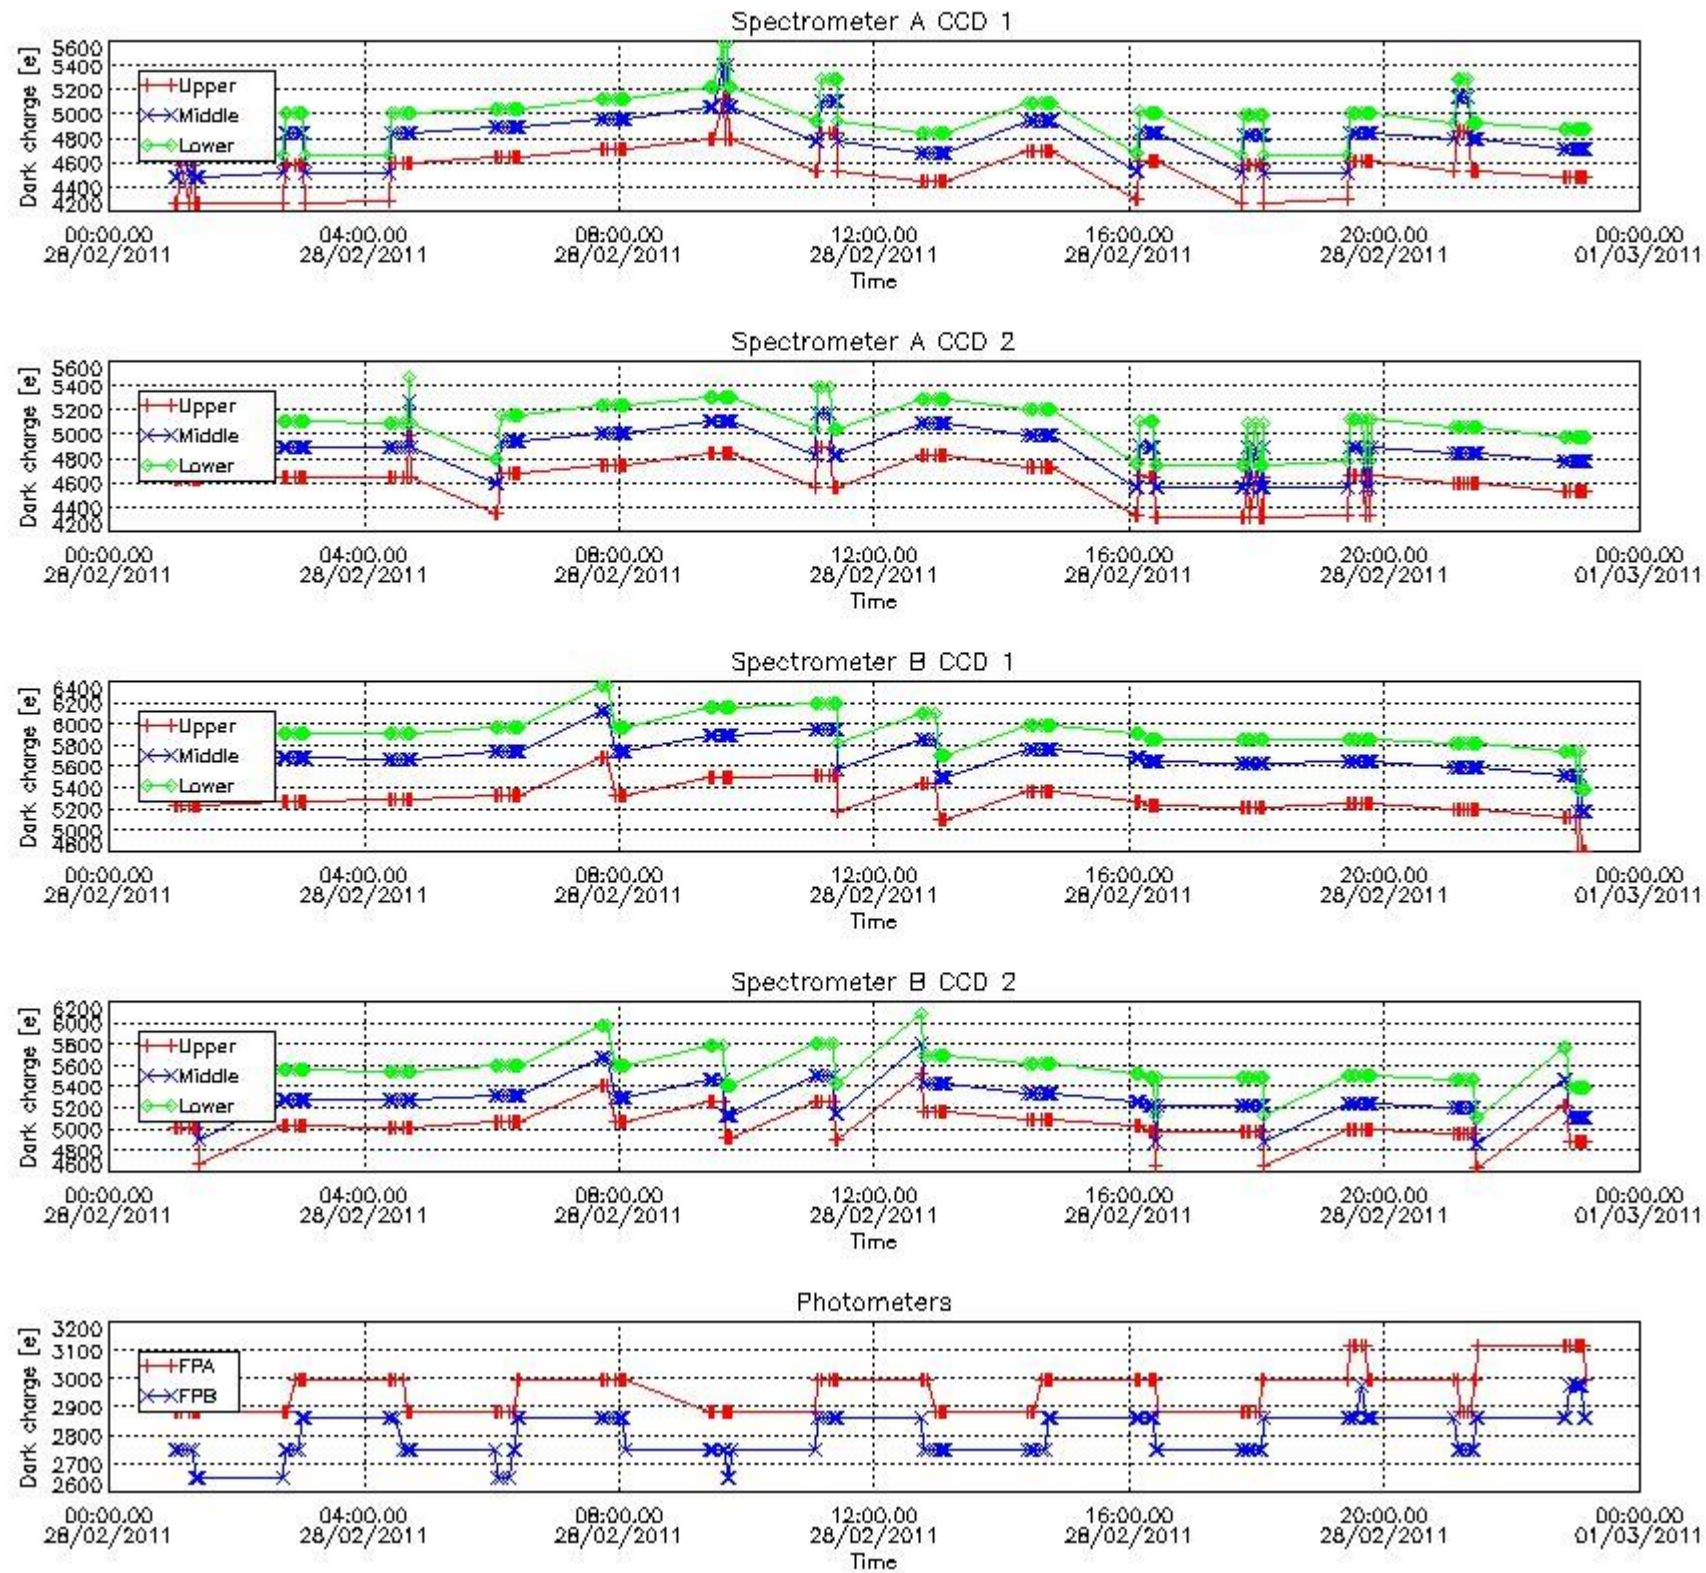 Spectrometer A CCD 1
Dark charge [e]
5600
5400
5200
5000
4800
4600
4400
4200
Upper
Middle
Lower
00:00.00 04:00.00 08:00.00 12:00.00 16:00.00 20:00.00 00:00.00
28/02/2011 28/02/2011 28/02/2011 28/02/2011 28/02/2011 28/02/2011 01/03/2011
Time
Spectrometer A CCD 2
Dark charge [e]
5600
5400
5200
5000
4800
4600
4400
4200
Upper
Middle
Lower
00:00.00 04:00.00 08:00.00 12:00.00 16:00.00 20:00.00 00:00.00
28/02/2011 28/02/2011 28/02/2011 28/02/2011 28/02/2011 28/02/2011 01/03/2011
Time
Spectrometer B CCD 1
Dark charge [e]
6400
6200
6000
5800
5600
5400
5200
5000
4800
Upper
Middle
Lower
00:00.00 04:00.00 08:00.00 12:00.00 16:00.00 20:00.00 00:00.00
28/02/2011 28/02/2011 28/02/2011 28/02/2011 28/02/2011 28/02/2011 01/03/2011
Time
Spectrometer B CCD 2
Dark charge [e]
6200
6000
5800
5600
5400
5200
5000
4800
4600
Upper
Middle
Lower
00:00.00 04:00.00 08:00.00 12:00.00 16:00.00 20:00.00 00:00.00
28/02/2011 28/02/2011 28/02/2011 28/02/2011 28/02/2011 28/02/2011 01/03/2011
Time
Photometers
Dark charge [e]
3200
3100
3000
2900
2800
2700
2600
FPA
FPB
00:00.00 04:00.00 08:00.00 12:00.00 16:00.00 20:00.00 00:00.00
28/02/2011 28/02/2011 28/02/2011 28/02/2011 28/02/2011 28/02/2011 01/03/2011
Time